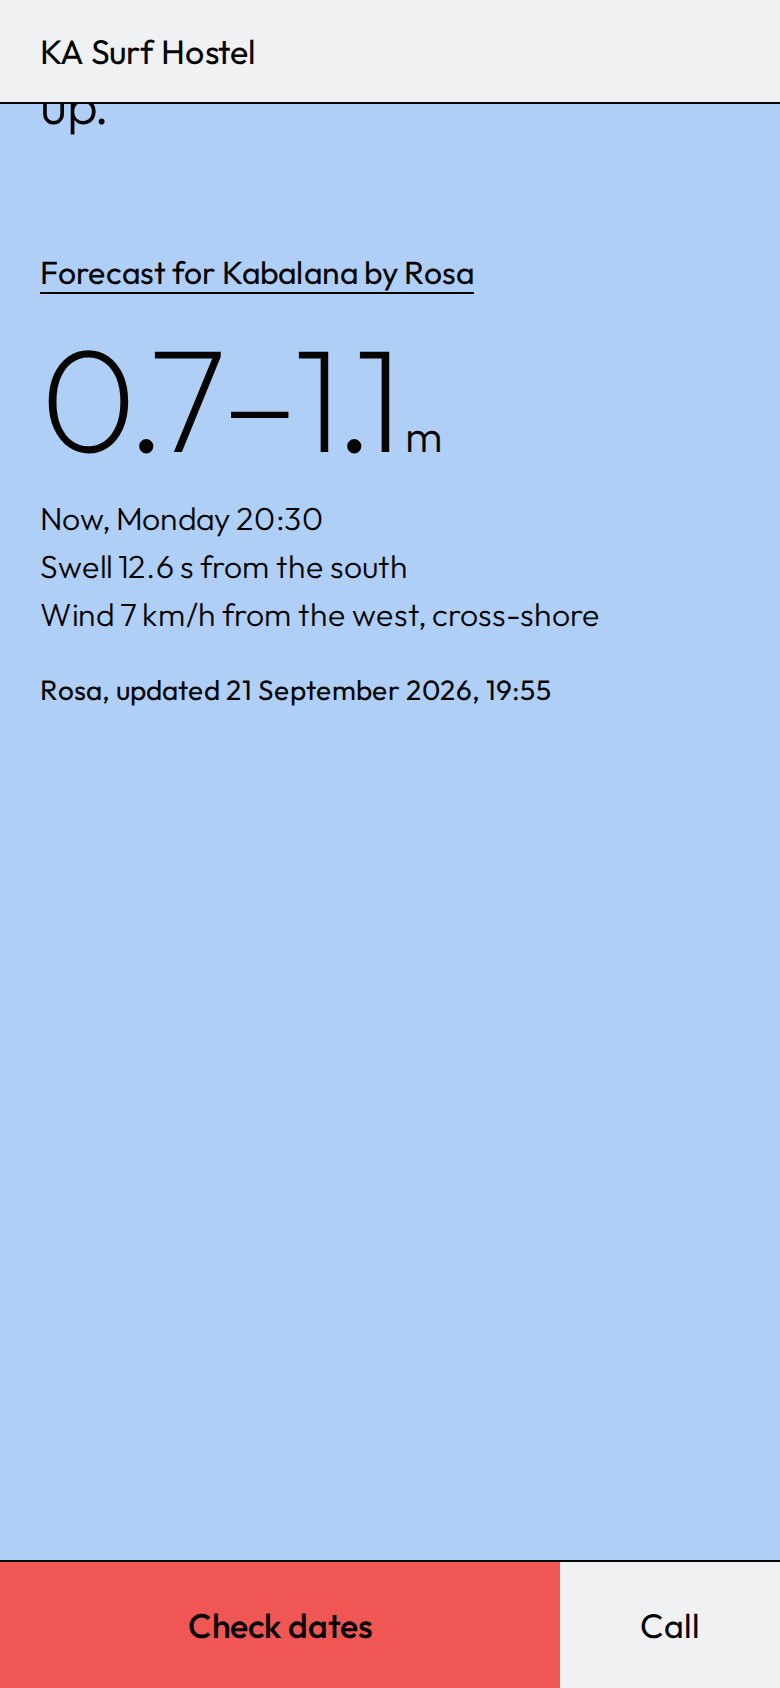 KA Surf Hostel
up.
Forecast for Kabalana by Rosa
0.7–1.1 m
Now, Monday 20:30
Swell 12.6 s from the south
Wind 7 km/h from the west, cross-shore
Rosa, updated 21 September 2026, 19:55
Check dates
Call